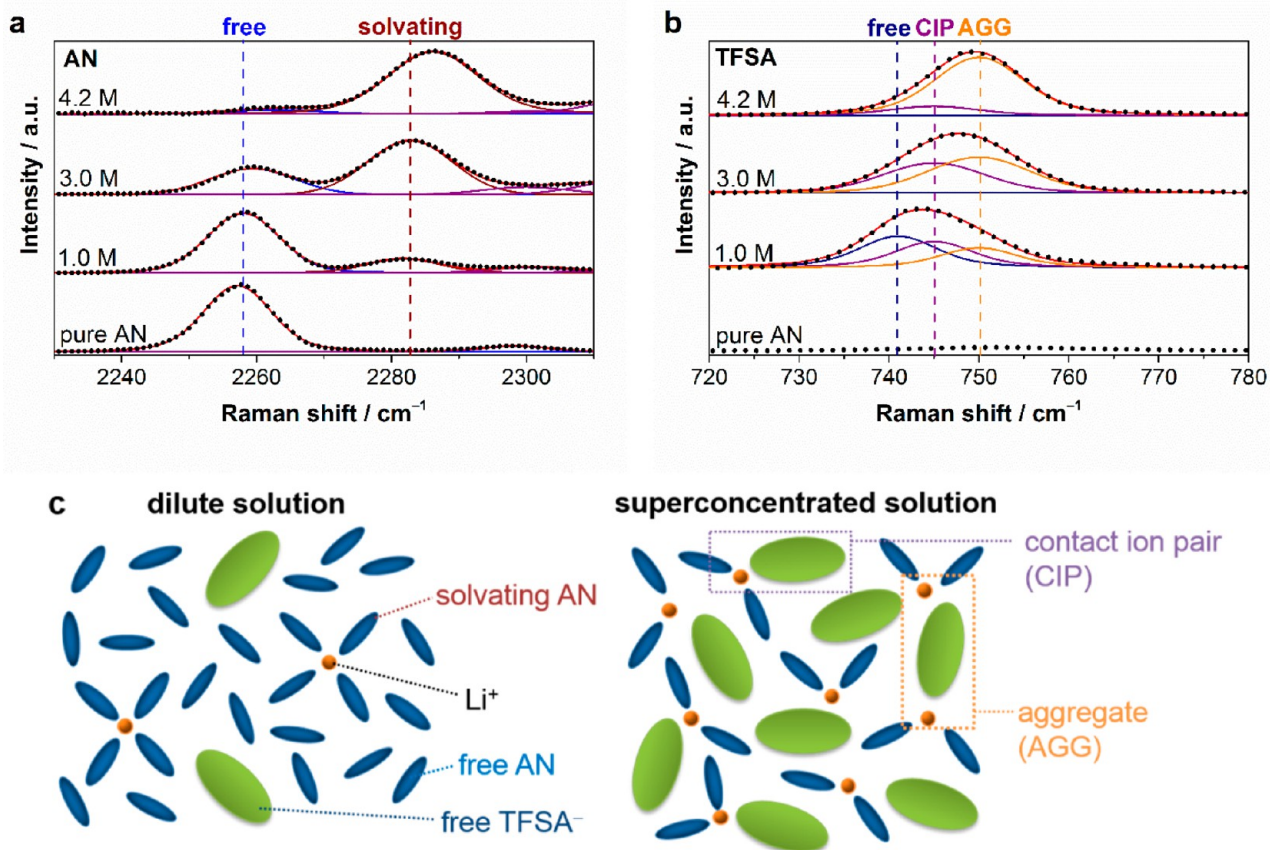 a
free
solvating
AN
4.2 M
3.0 M
1.0 M
pure AN
Intensity / a.u.
2240
2260
2280
2300
Raman shift / cm⁻¹
b
free CIP AGG
TFSA
4.2 M
3.0 M
1.0 M
pure AN
Intensity / a.u.
720
730
740
750
760
770
780
Raman shift / cm⁻¹
c
dilute solution
solvating AN
Li⁺
free AN
free TFSA⁻
superconcentrated solution
contact ion pair
(CIP)
aggregate
(AGG)